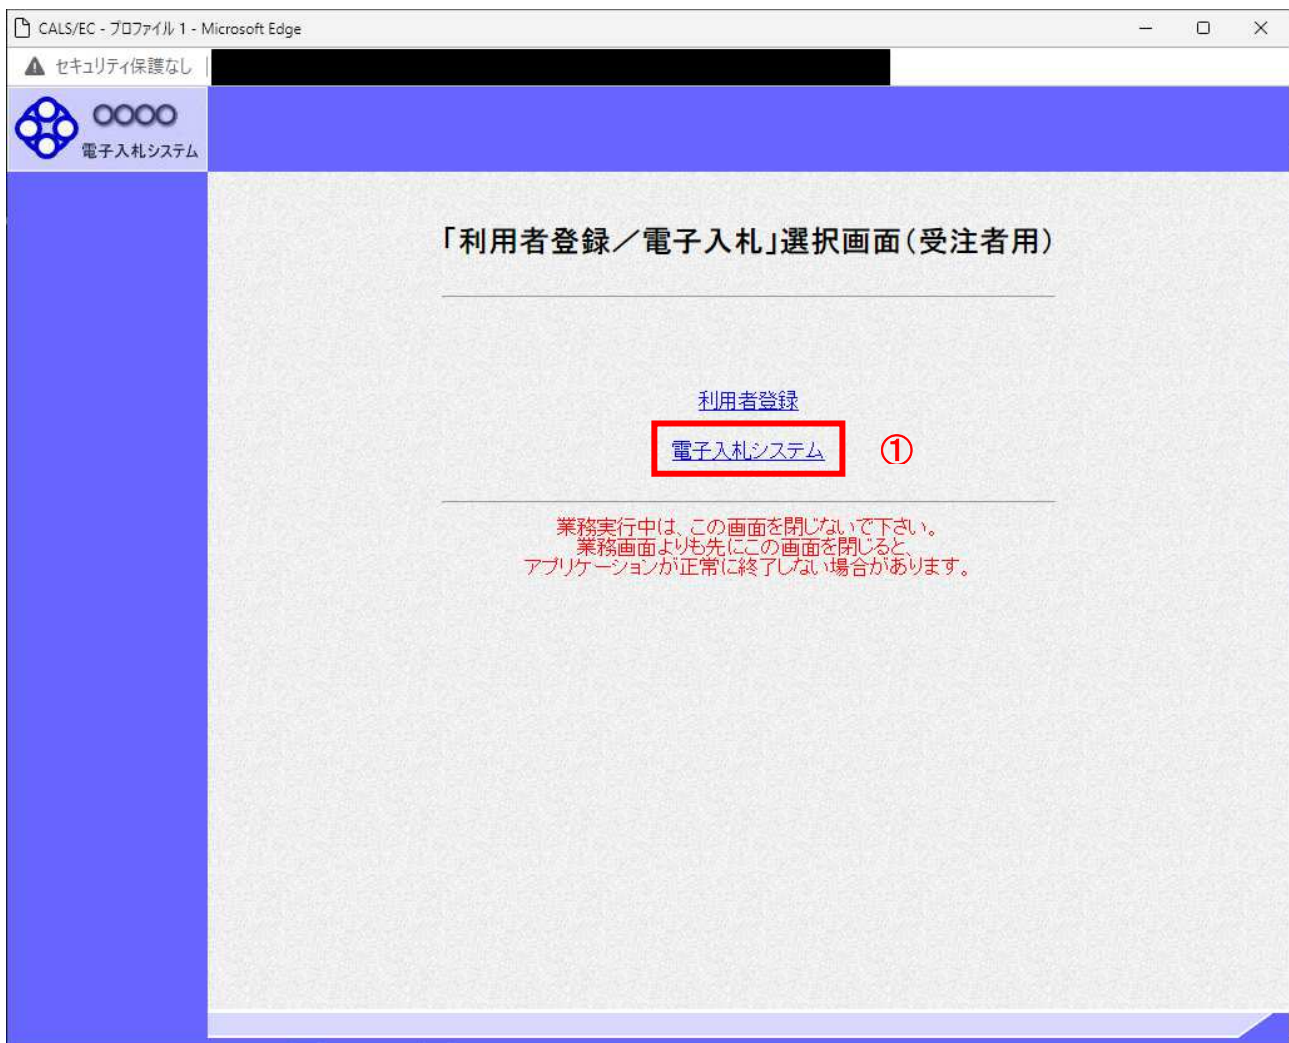 CALS/EC - プロファイル 1 - Microsoft Edge
セキュリティ保護なし
○○○○
電子入札システム
「利用者登録／電子入札」選択画面（受注者用）
利用者登録
電子入札システム
①
業務実行中は、この画面を閉じないで下さい。
業務画面よりも先にこの画面を閉じると、
アプリケーションが正常に終了しない場合があります。